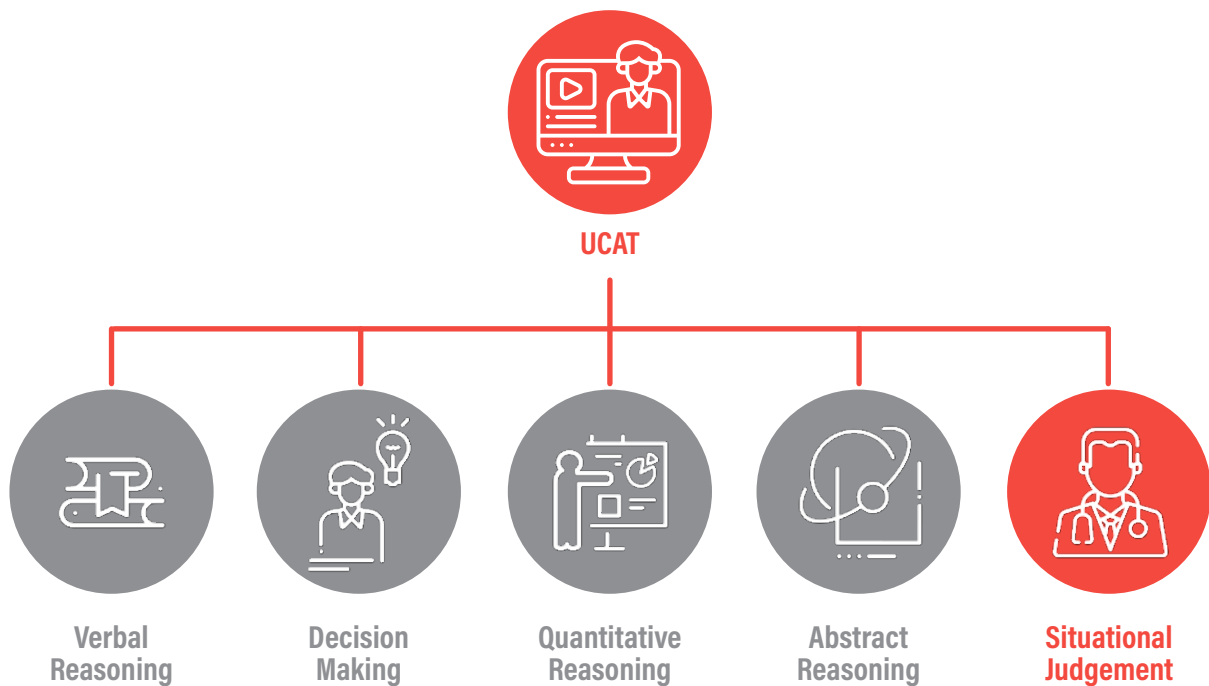 UCAT
Verbal
Reasoning
Decision
Making
Quantitative
Reasoning
Abstract
Reasoning
Situational
Judgement